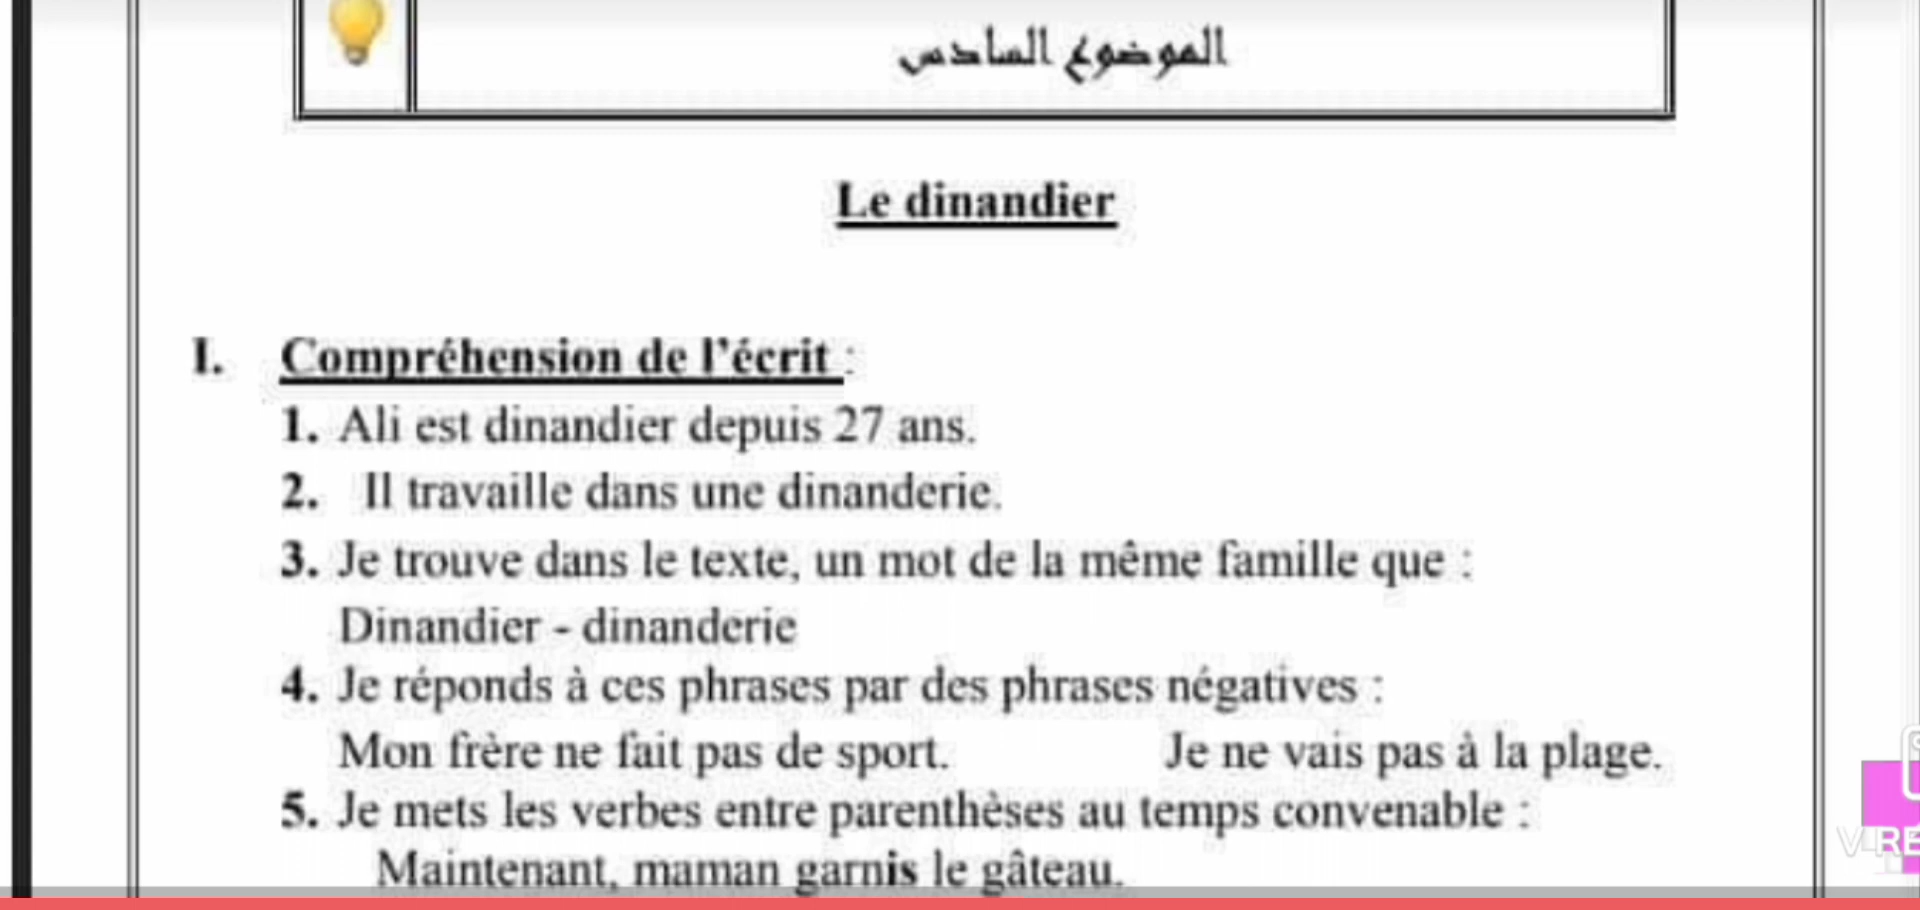 الموضوع السادس
Le dinandier
I. Compréhension de l'écrit :
1. Ali est dinandier depuis 27 ans.
2. Il travaille dans une dinanderie.
3. Je trouve dans le texte, un mot de la même famille que :
Dinandier - dinanderie
4. Je réponds à ces phrases par des phrases négatives :
Mon frère ne fait pas de sport. Je ne vais pas à la plage.
5. Je mets les verbes entre parenthèses au temps convenable :
Maintenant, maman garnis le gâteau.